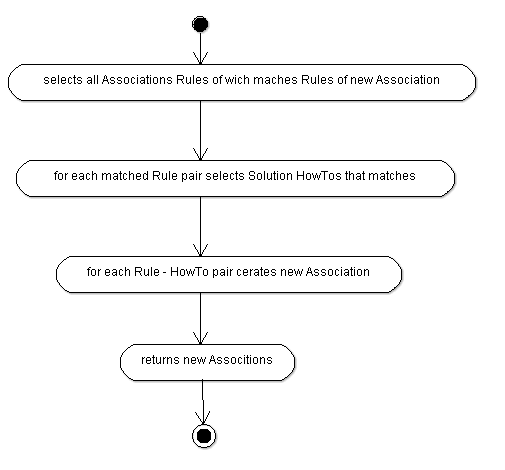 selects all Associations Rules of wich maches Rules of new Association
for each matched Rule pair selects Solution HowTos that matches
for each Rule - HowTo pair cerates new Association
returns new Associtions